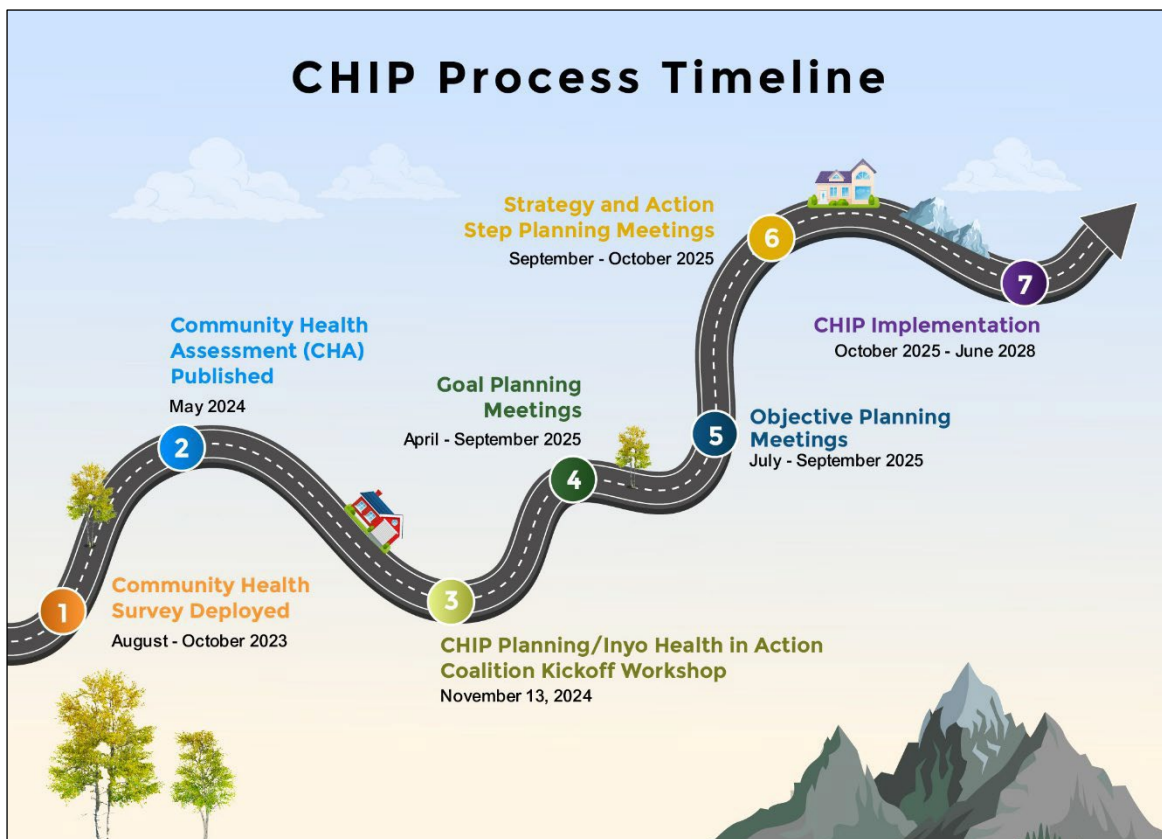 CHIP Process Timeline
1
Community Health
Survey Deployed
August - October 2023
2
Community Health
Assessment (CHA)
Published
May 2024
3
CHIP Planning/Inyo Health in Action
Coalition Kickoff Workshop
November 13, 2024
4
Goal Planning
Meetings
April - September 2025
5
Objective Planning
Meetings
July - September 2025
6
Strategy and Action
Step Planning Meetings
September - October 2025
7
CHIP Implementation
October 2025 - June 2028